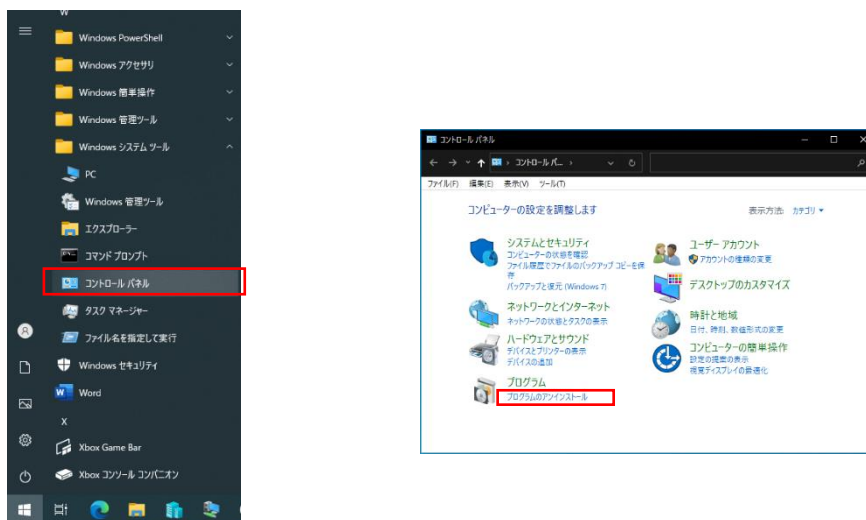 W
Windows PowerShell
Windows アクセサリ
Windows 簡単操作
Windows 管理ツール
Windows システム ツール
PC
Windows 管理ツール
エクスプローラー
コマンド プロンプト
コントロール パネル
タスク マネージャー
ファイル名を指定して実行
Windows セキュリティ
Word
X
Xbox Game Bar
Xbox コンソール コンパニオン
コントロール パネル
コントロール パ...
ファイル(F) 編集(E) 表示(V) ツール(T)
コンピューターの設定を調整します
表示方法: カテゴリ
システムとセキュリティ
コンピューターの状態を確認
ファイル履歴でファイルのバックアップ コピーを保
存
バックアップと復元 (Windows 7)
ネットワークとインターネット
ネットワークの状態とタスクの表示
ハードウェアとサウンド
デバイスとプリンターの表示
デバイスの追加
プログラム
プログラムのアンインストール
ユーザー アカウント
アカウントの種類の変更
デスクトップのカスタマイズ
時計と地域
日付、時刻、数値形式の変更
コンピューターの簡単操作
設定の提案の表示
視覚ディスプレイの最適化